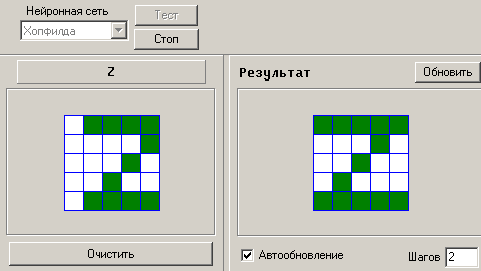 Нейронная сеть
Хопфилда
Тест
Стоп
Z
Результат
Обновить
Очистить
Автообновление
Шагов 2